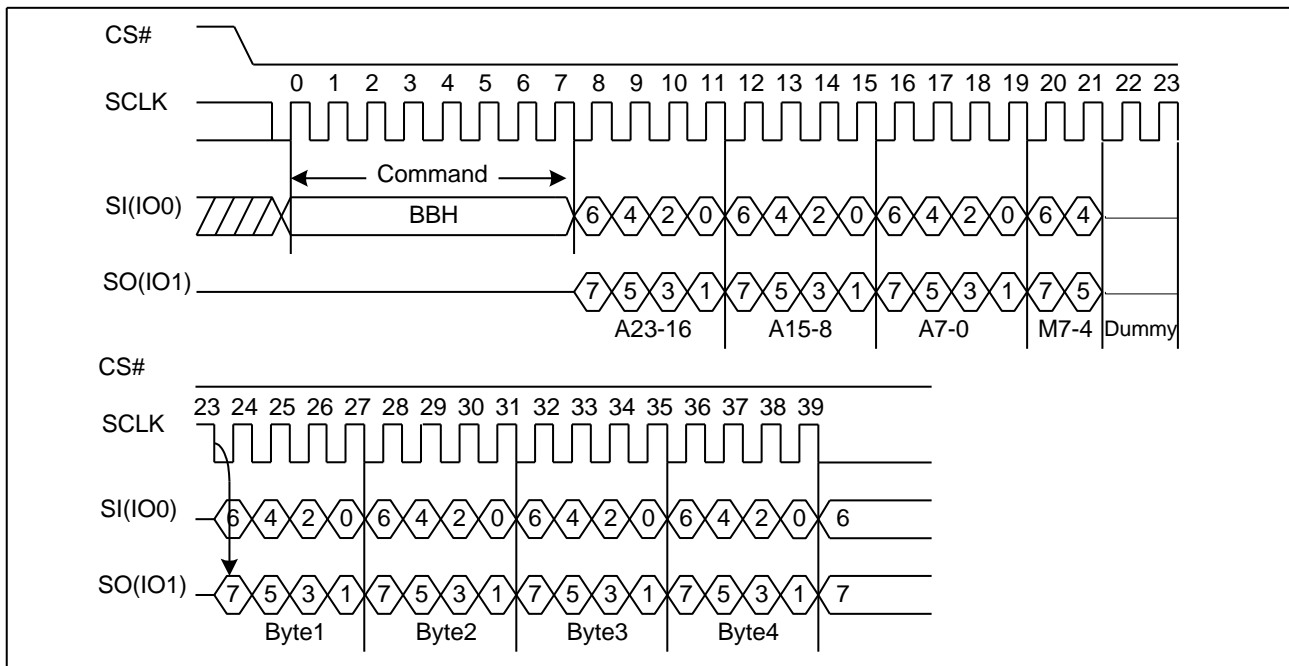 CS#
0 1 2 3 4 5 6 7 8 9 10 11 12 13 14 15 16 17 18 19 20 21 22 23
SCLK
Command
SI(IO0) BBH 6 4 2 0 6 4 2 0 6 4 2 0 6 4
SO(IO1) 7 5 3 1 7 5 3 1 7 5 3 1 7 5
A23-16 A15-8 A7-0 M7-4 Dummy
CS#
23 24 25 26 27 28 29 30 31 32 33 34 35 36 37 38 39
SCLK
SI(IO0) 6 4 2 0 6 4 2 0 6 4 2 0 6 4 2 0 6
SO(IO1) 7 5 3 1 7 5 3 1 7 5 3 1 7 5 3 1 7
Byte1 Byte2 Byte3 Byte4